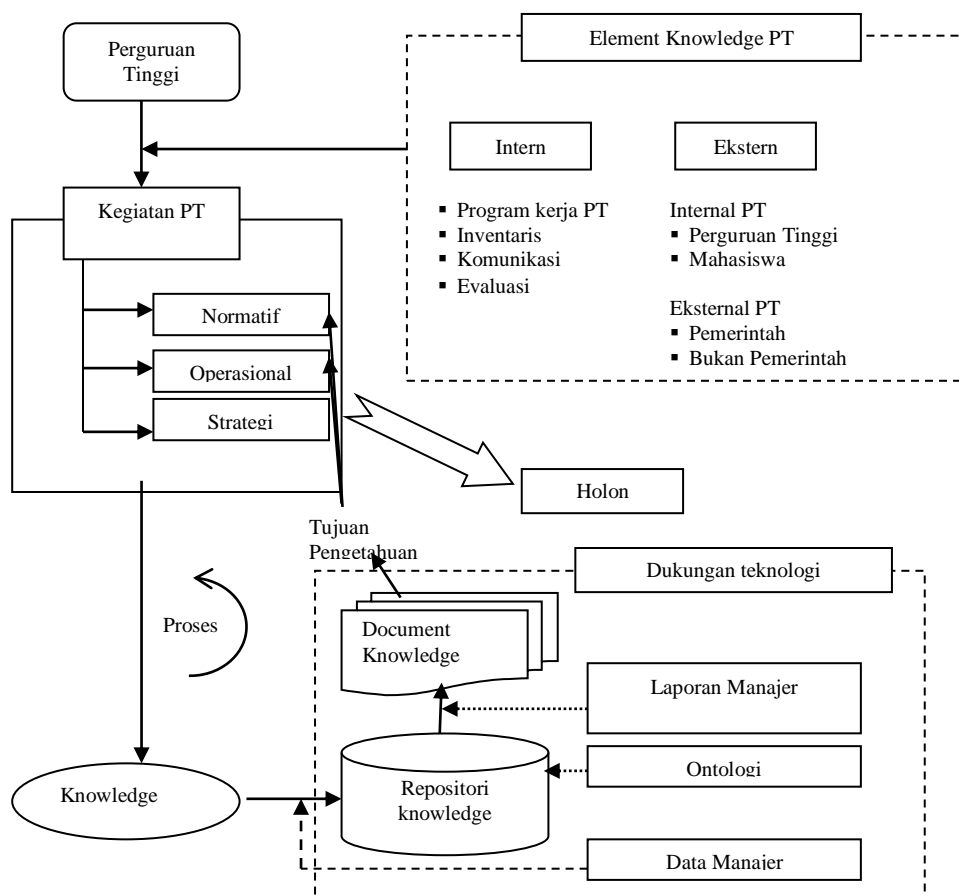 Perguruan
Tinggi
Element Knowledge PT
Intern
Ekstern
Kegiatan PT
▪ Program kerja PT
▪ Inventaris
▪ Komunikasi
▪ Evaluasi
Internal PT
▪ Perguruan Tinggi
▪ Mahasiswa
Eksternal PT
▪ Pemerintah
▪ Bukan Pemerintah
Normatif
Operasional
Strategi
Holon
Tujuan
Pengetahuan
Dukungan teknologi
Proses
Document
Knowledge
Laporan Manajer
Ontologi
Knowledge
Repositori
knowledge
Data Manajer